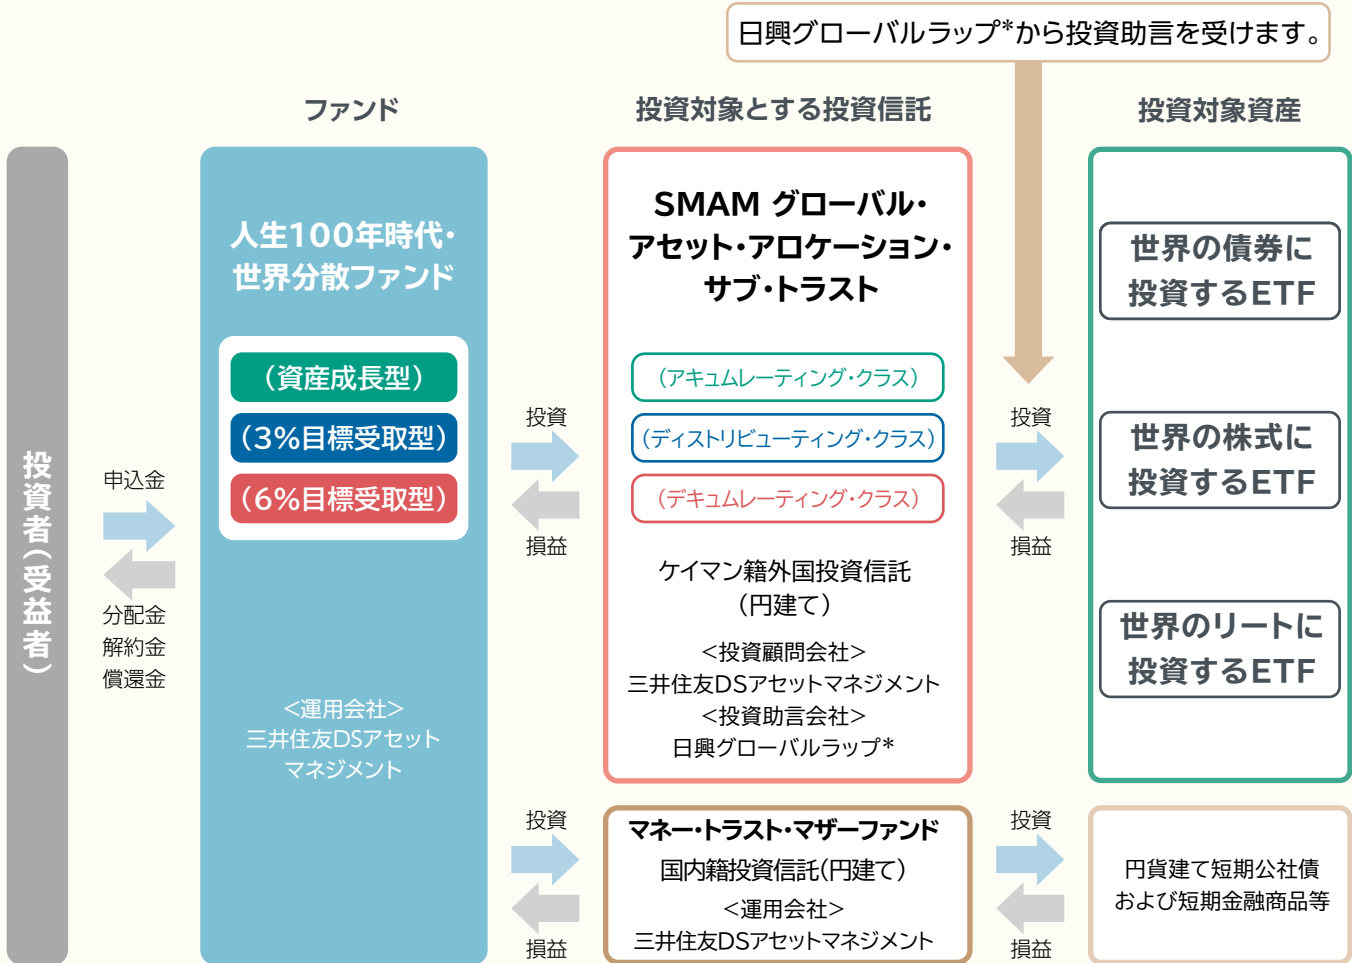 日興グローバルラップ*から投資助言を受けます。
ファンド
投資対象とする投資信託
投資対象資産
投資者(受益者)
申込金
分配金
解約金
償還金
人生100年時代・
世界分散ファンド
(資産成長型)
(3%目標受取型)
(6%目標受取型)
<運用会社>
三井住友DSアセット
マネジメント
投資
損益
SMAM グローバル・
アセット・アロケーション・
サブ・トラスト
(アキュムレーティング・クラス)
(ディストリビューティング・クラス)
(デキュムレーティング・クラス)
ケイマン籍外国投資信託
(円建て)
<投資顧問会社>
三井住友DSアセットマネジメント
<投資助言会社>
日興グローバルラップ*
投資
損益
世界の債券に
投資するETF
世界の株式に
投資するETF
世界のリートに
投資するETF
投資
損益
マネー・トラスト・マザーファンド
国内籍投資信託(円建て)
<運用会社>
三井住友DSアセットマネジメント
投資
損益
円貨建て短期公社債
および短期金融商品等